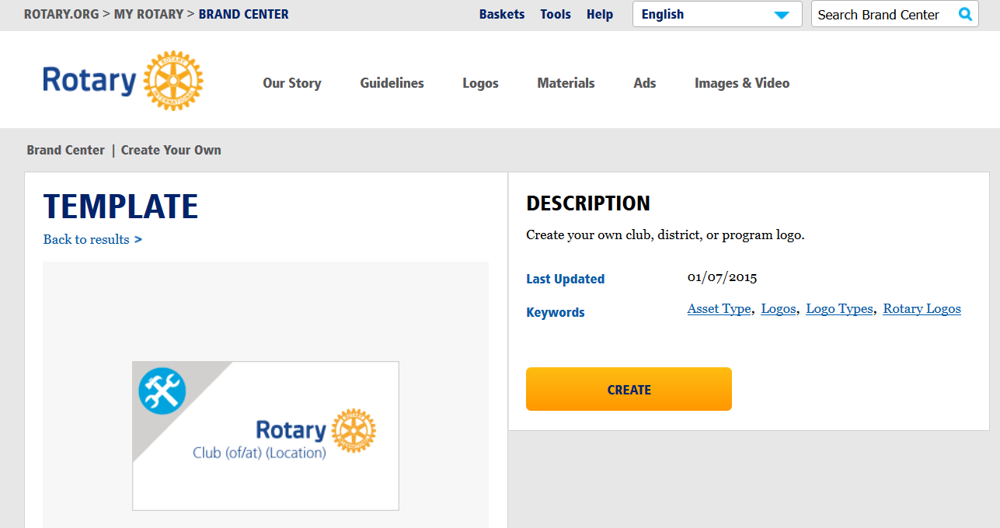 ROTARY.ORG > MY ROTARY > BRAND CENTER
Baskets Tools Help English Search Brand Center
Rotary
ROTARY
INTERNATIONAL
Our Story Guidelines Logos Materials Ads Images & Video
Brand Center | Create Your Own
TEMPLATE
Back to results >
Rotary
Club (of/at) (Location)
DESCRIPTION
Create your own club, district, or program logo.
Last Updated 01/07/2015
Keywords Asset Type, Logos, Logo Types, Rotary Logos
CREATE